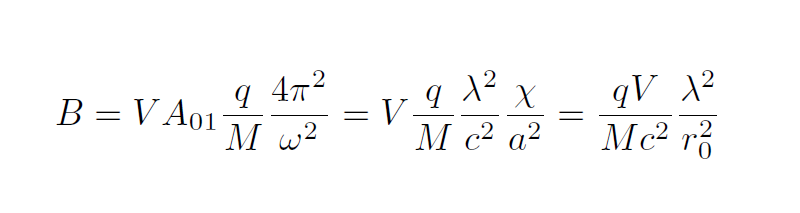 B = V A_{01} \frac{q}{M} \frac{4\pi^2}{\omega^2} = V \frac{q}{M} \frac{\lambda^2}{c^2} \frac{\chi}{a^2} = \frac{qV}{Mc^2} \frac{\lambda^2}{r_0^2}